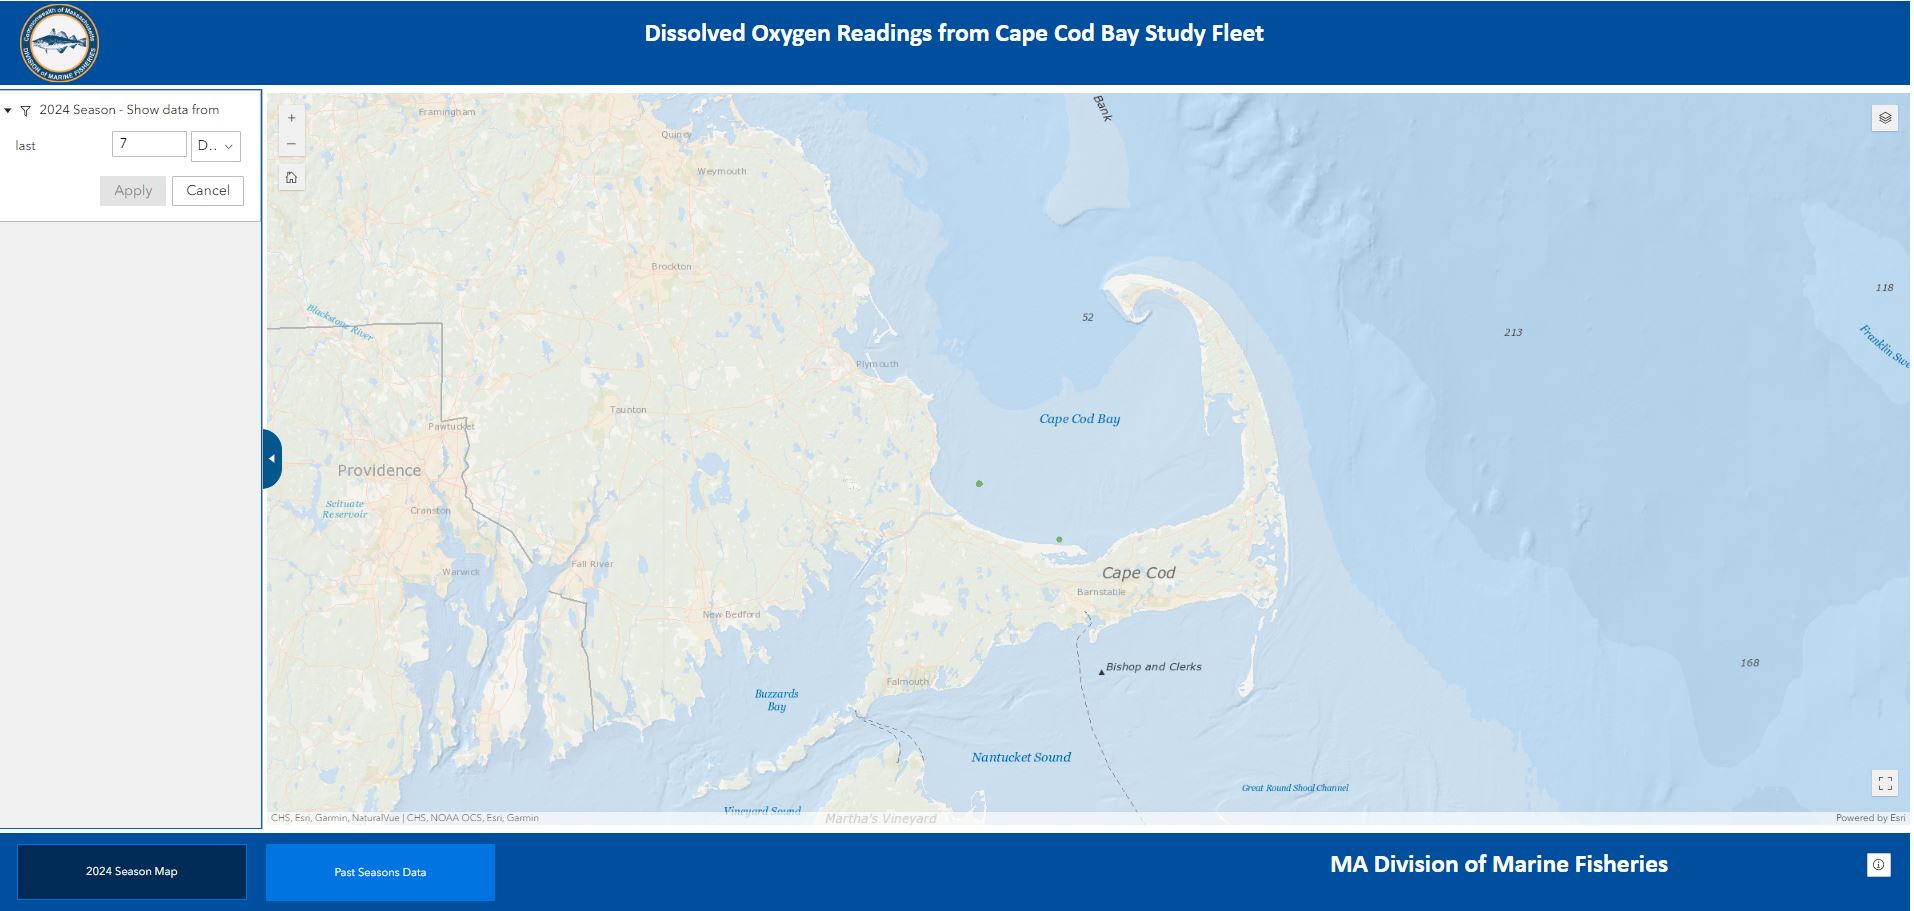 Commonwealth of Massachusetts
DIVISION of MARINE FISHERIES
Dissolved Oxygen Readings from Cape Cod Bay Study Fleet
2024 Season - Show data from
last
7
D..
Apply
Cancel
+
−
Framingham
Quincy
Weymouth
Bank
Brockton
Blackstone River
52
213
118
Plymouth
Taunton
Pawtucket
Cape Cod Bay
Providence
Scituate
Reservoir
Cranston
Warwick
Fall River
Cape Cod
Barnstable
New Bedford
Bishop and Clerks
168
Falmouth
Buzzards
Bay
Nantucket Sound
Great Round Shoal Channel
Vineyard Sound
Martha's Vineyard
CHS, Esri, Garmin, NaturalVue | CHS, NOAA OCS, Esri, Garmin
Powered by Esri
2024 Season Map
Past Seasons Data
MA Division of Marine Fisheries